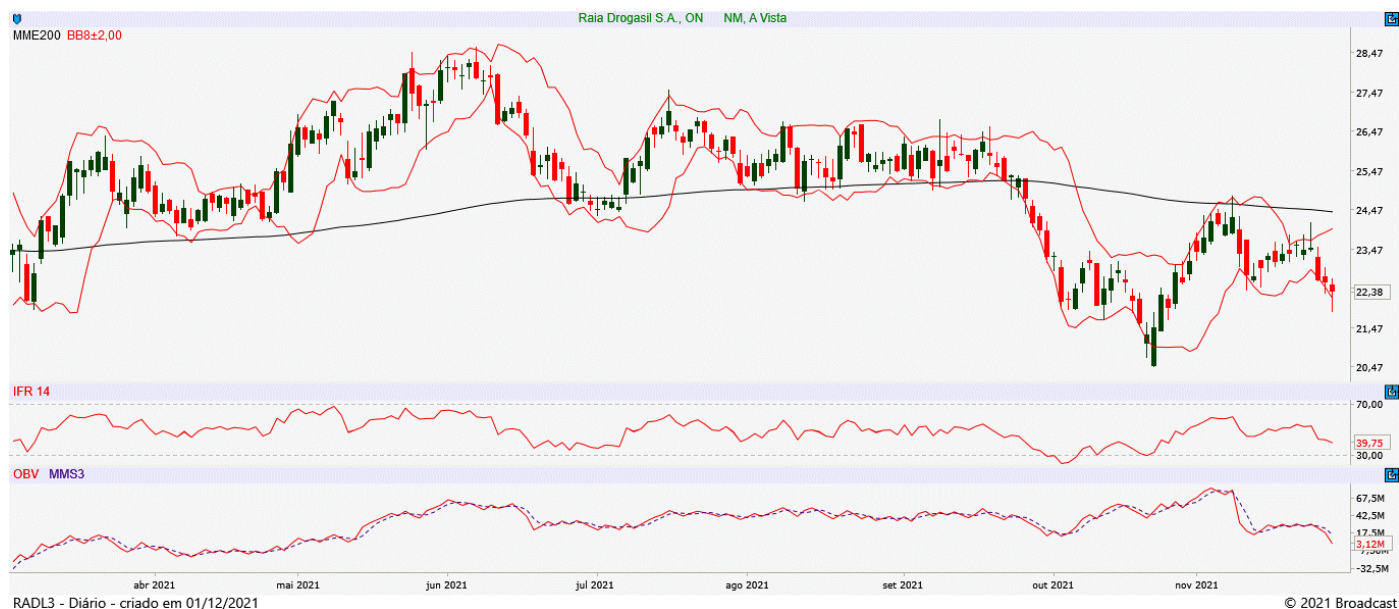 Raia Drogasil S.A., ON NM, A Vista
MME200 BB8±2,00
28,47
27,47
26,47
25,47
24,47
23,47
22,38
21,47
20,47
IFR 14
70,00
39,75
30,00
OBV MMS3
67,5M
42,5M
17,5M
3,12M
-32,5M
abr 2021 mai 2021 jun 2021 jul 2021 ago 2021 set 2021 out 2021 nov 2021
RADL3 - Diário - criado em 01/12/2021 © 2021 Broadcast